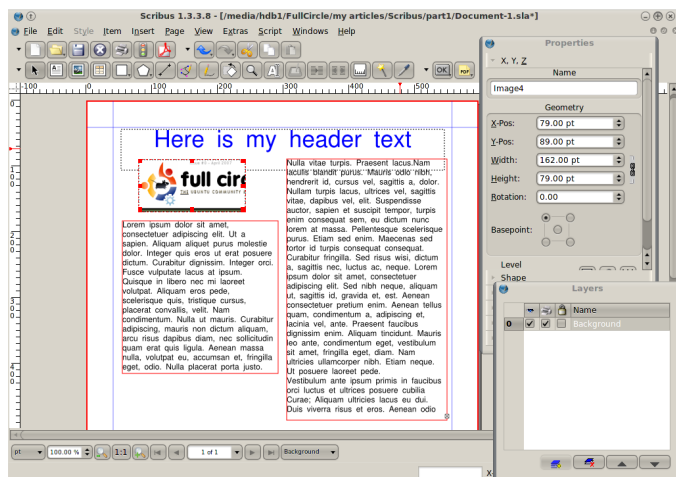 Scribus 1.3.3.8 - [/media/hdb1/FullCircle/my articles/Scribus/part1/Document-1.sla*]
File Edit Style Item Insert Page View Extras Script Windows Help
Properties
X, Y, Z
Name
Image4
Geometry
X-Pos: 79.00 pt
Y-Pos: 89.00 pt
Width: 162.00 pt
Height: 79.00 pt
Rotation: 0.00
Basepoint:
Level
Shape
OK
PDF
-100 0 100 200 300 400 500
Here is my header text
full circ
THE UBUNTU COMMUNITY
Lorem ipsum dolor sit amet,
consectetuer adipiscing elit. Ut a
sapien. Aliquam aliquet purus molestie
dolor. Integer quis eros ut erat posuere
dictum. Curabitur dignissim. Integer orci.
Fusce vulputate lacus at ipsum.
Quisque in libero nec mi laoreet
volutpat. Aliquam eros pede,
scelerisque quis, tristique cursus,
placerat convallis, velit. Nam
condimentum. Nulla ut mauris. Curabitur
adipiscing, mauris non dictum aliquam,
arcu risus dapibus diam, nec sollicitudin
quam erat quis ligula. Aenean massa
nulla, volutpat eu, accumsan et, fringilla
eget, odio. Nulla placerat porta justo.
Nulla vitae turpis. Praesent lacus.Nam
iaculis blandit purus. Mauris odio nibh,
hendrerit id, cursus vel, sagittis a, dolor.
Nullam turpis lacus, ultrices vel, sagittis
vitae, dapibus vel, elit. Suspendisse
auctor, sapien et suscipit tempor, turpis
enim consequat sem, eu dictum nunc
lorem at massa. Pellentesque scelerisque
purus. Etiam sed enim. Maecenas sed
tortor id turpis consequat consequat.
Curabitur fringilla. Sed risus wisi, dictum
a, sagittis nec, luctus ac, neque. Lorem
ipsum dolor sit amet, consectetuer
adipiscing elit. Sed nibh neque, aliquam
ut, sagittis id, gravida et, est. Aenean
consectetuer pretium enim. Aenean tellus
quam, condimentum a, adipiscing et,
lacinia vel, ante. Praesent faucibus
dignissim enim. Aliquam tincidunt. Mauris
leo ante, condimentum eget, vestibulum
sit amet, fringilla eget, diam. Nam
ultricies ullamcorper nibh. Etiam neque.
Ut posuere laoreet pede.
Vestibulum ante ipsum primis in faucibus
orci luctus et ultrices posuere cubilia
Curae; Aliquam ultricies lacus eu dui.
Duis viverra risus et eros. Aenean odio
Layers
Name
0 Background
pt 100.00 % 1:1 1 of 1 Background
X-